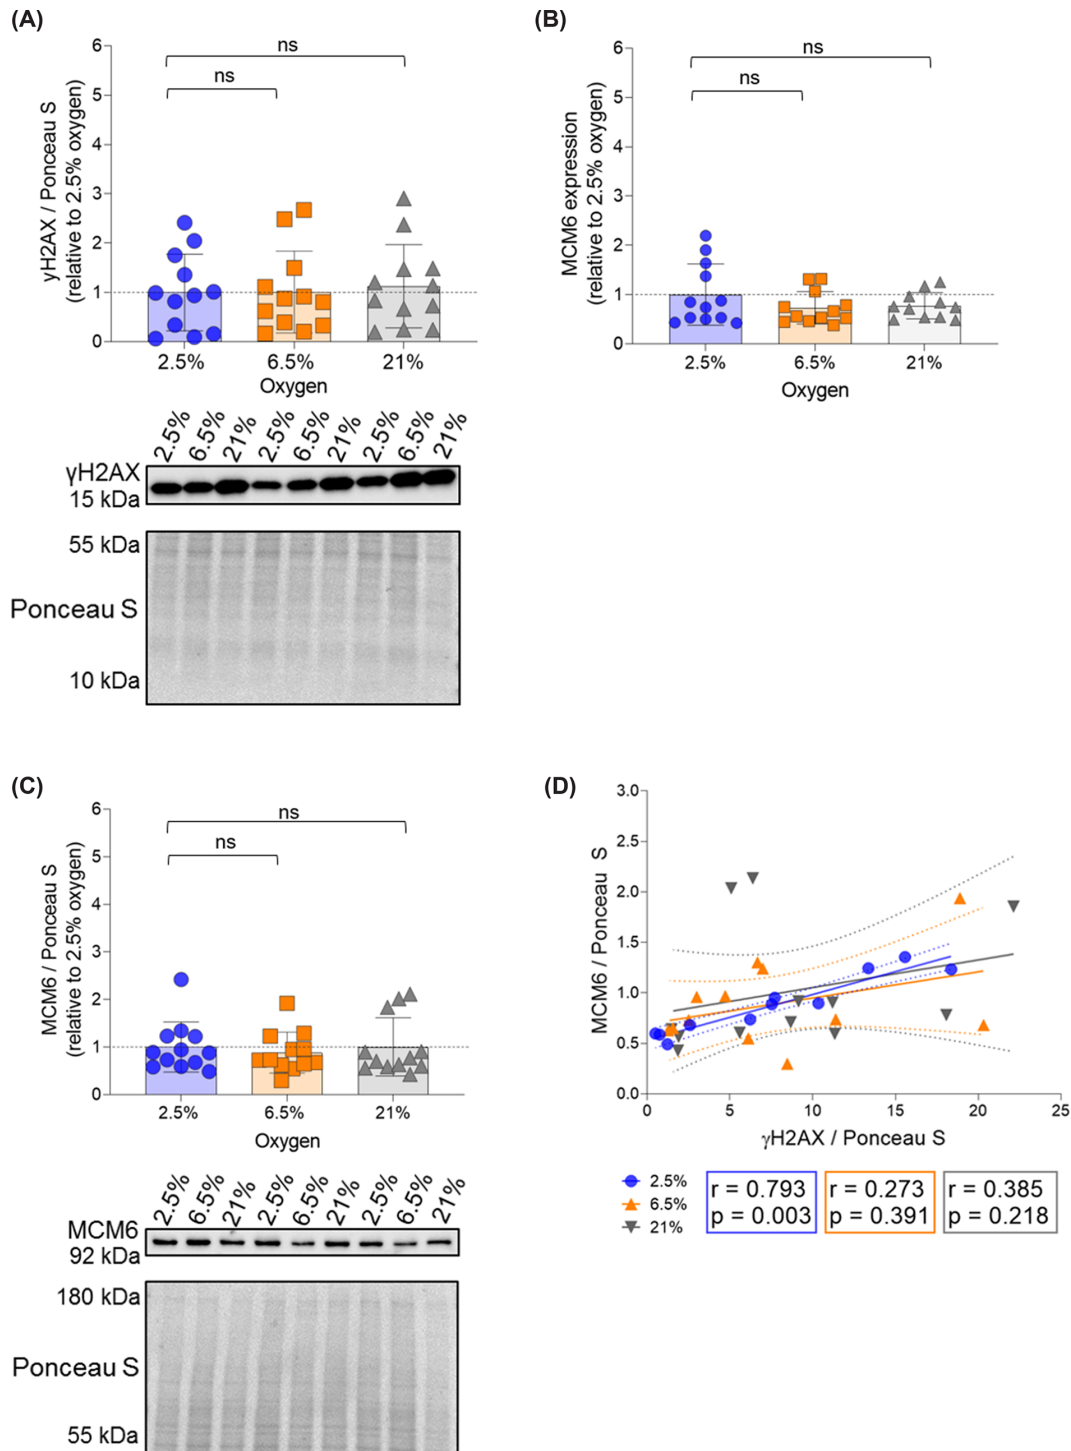 (A)
6
5
4
3
2
1
0
yH2AX / Ponceau S
(relative to 2.5% oxygen)
ns
ns
2.5%
6.5%
21%
Oxygen
2.5%
6.5%
21%
2.5%
6.5%
21%
2.5%
6.5%
21%
γH2AX
15 kDa
55 kDa
Ponceau S
10 kDa
(B)
6
5
4
3
2
1
0
MCM6 expression
(relative to 2.5% oxygen)
ns
ns
2.5%
6.5%
21%
Oxygen
(C)
6
5
4
3
2
1
0
MCM6 / Ponceau S
(relative to 2.5% oxygen)
ns
ns
2.5%
6.5%
21%
Oxygen
2.5%
6.5%
21%
2.5%
6.5%
21%
2.5%
6.5%
21%
MCM6
92 kDa
180 kDa
Ponceau S
55 kDa
(D)
3.0
2.5
2.0
1.5
1.0
0.5
0.0
MCM6 / Ponceau S
0
5
10
15
20
25
γH2AX / Ponceau S
2.5%
6.5%
21%
r = 0.793
p = 0.003
r = 0.273
p = 0.391
r = 0.385
p = 0.218